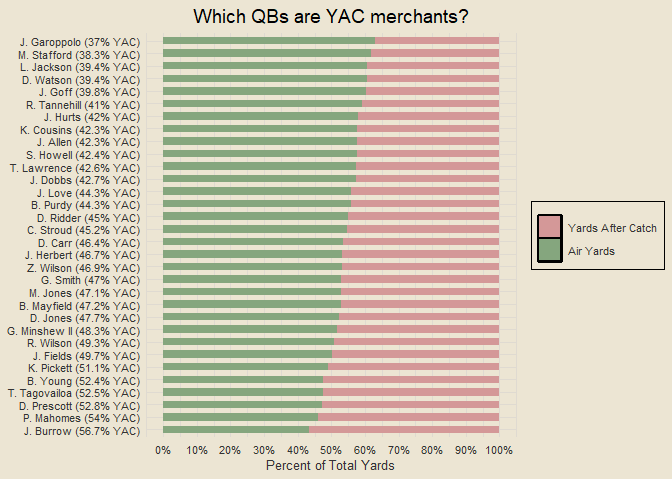 Which QBs are YAC merchants?
J. Garoppolo (37% YAC)
M. Stafford (38.3% YAC)
L. Jackson (39.4% YAC)
D. Watson (39.4% YAC)
J. Goff (39.8% YAC)
R. Tannehill (41% YAC)
J. Hurts (42% YAC)
K. Cousins (42.3% YAC)
J. Allen (42.3% YAC)
S. Howell (42.4% YAC)
T. Lawrence (42.6% YAC)
J. Dobbs (42.7% YAC)
J. Love (44.3% YAC)
B. Purdy (44.3% YAC)
D. Ridder (45% YAC)
C. Stroud (45.2% YAC)
D. Carr (46.4% YAC)
J. Herbert (46.7% YAC)
Z. Wilson (46.9% YAC)
G. Smith (47% YAC)
M. Jones (47.1% YAC)
B. Mayfield (47.2% YAC)
D. Jones (47.7% YAC)
G. Minshew II (48.3% YAC)
R. Wilson (49.3% YAC)
J. Fields (49.7% YAC)
K. Pickett (51.1% YAC)
B. Young (52.4% YAC)
T. Tagovailoa (52.5% YAC)
D. Prescott (52.8% YAC)
P. Mahomes (54% YAC)
J. Burrow (56.7% YAC)
0% 10% 20% 30% 40% 50% 60% 70% 80% 90% 100%
Percent of Total Yards
Yards After Catch
Air Yards